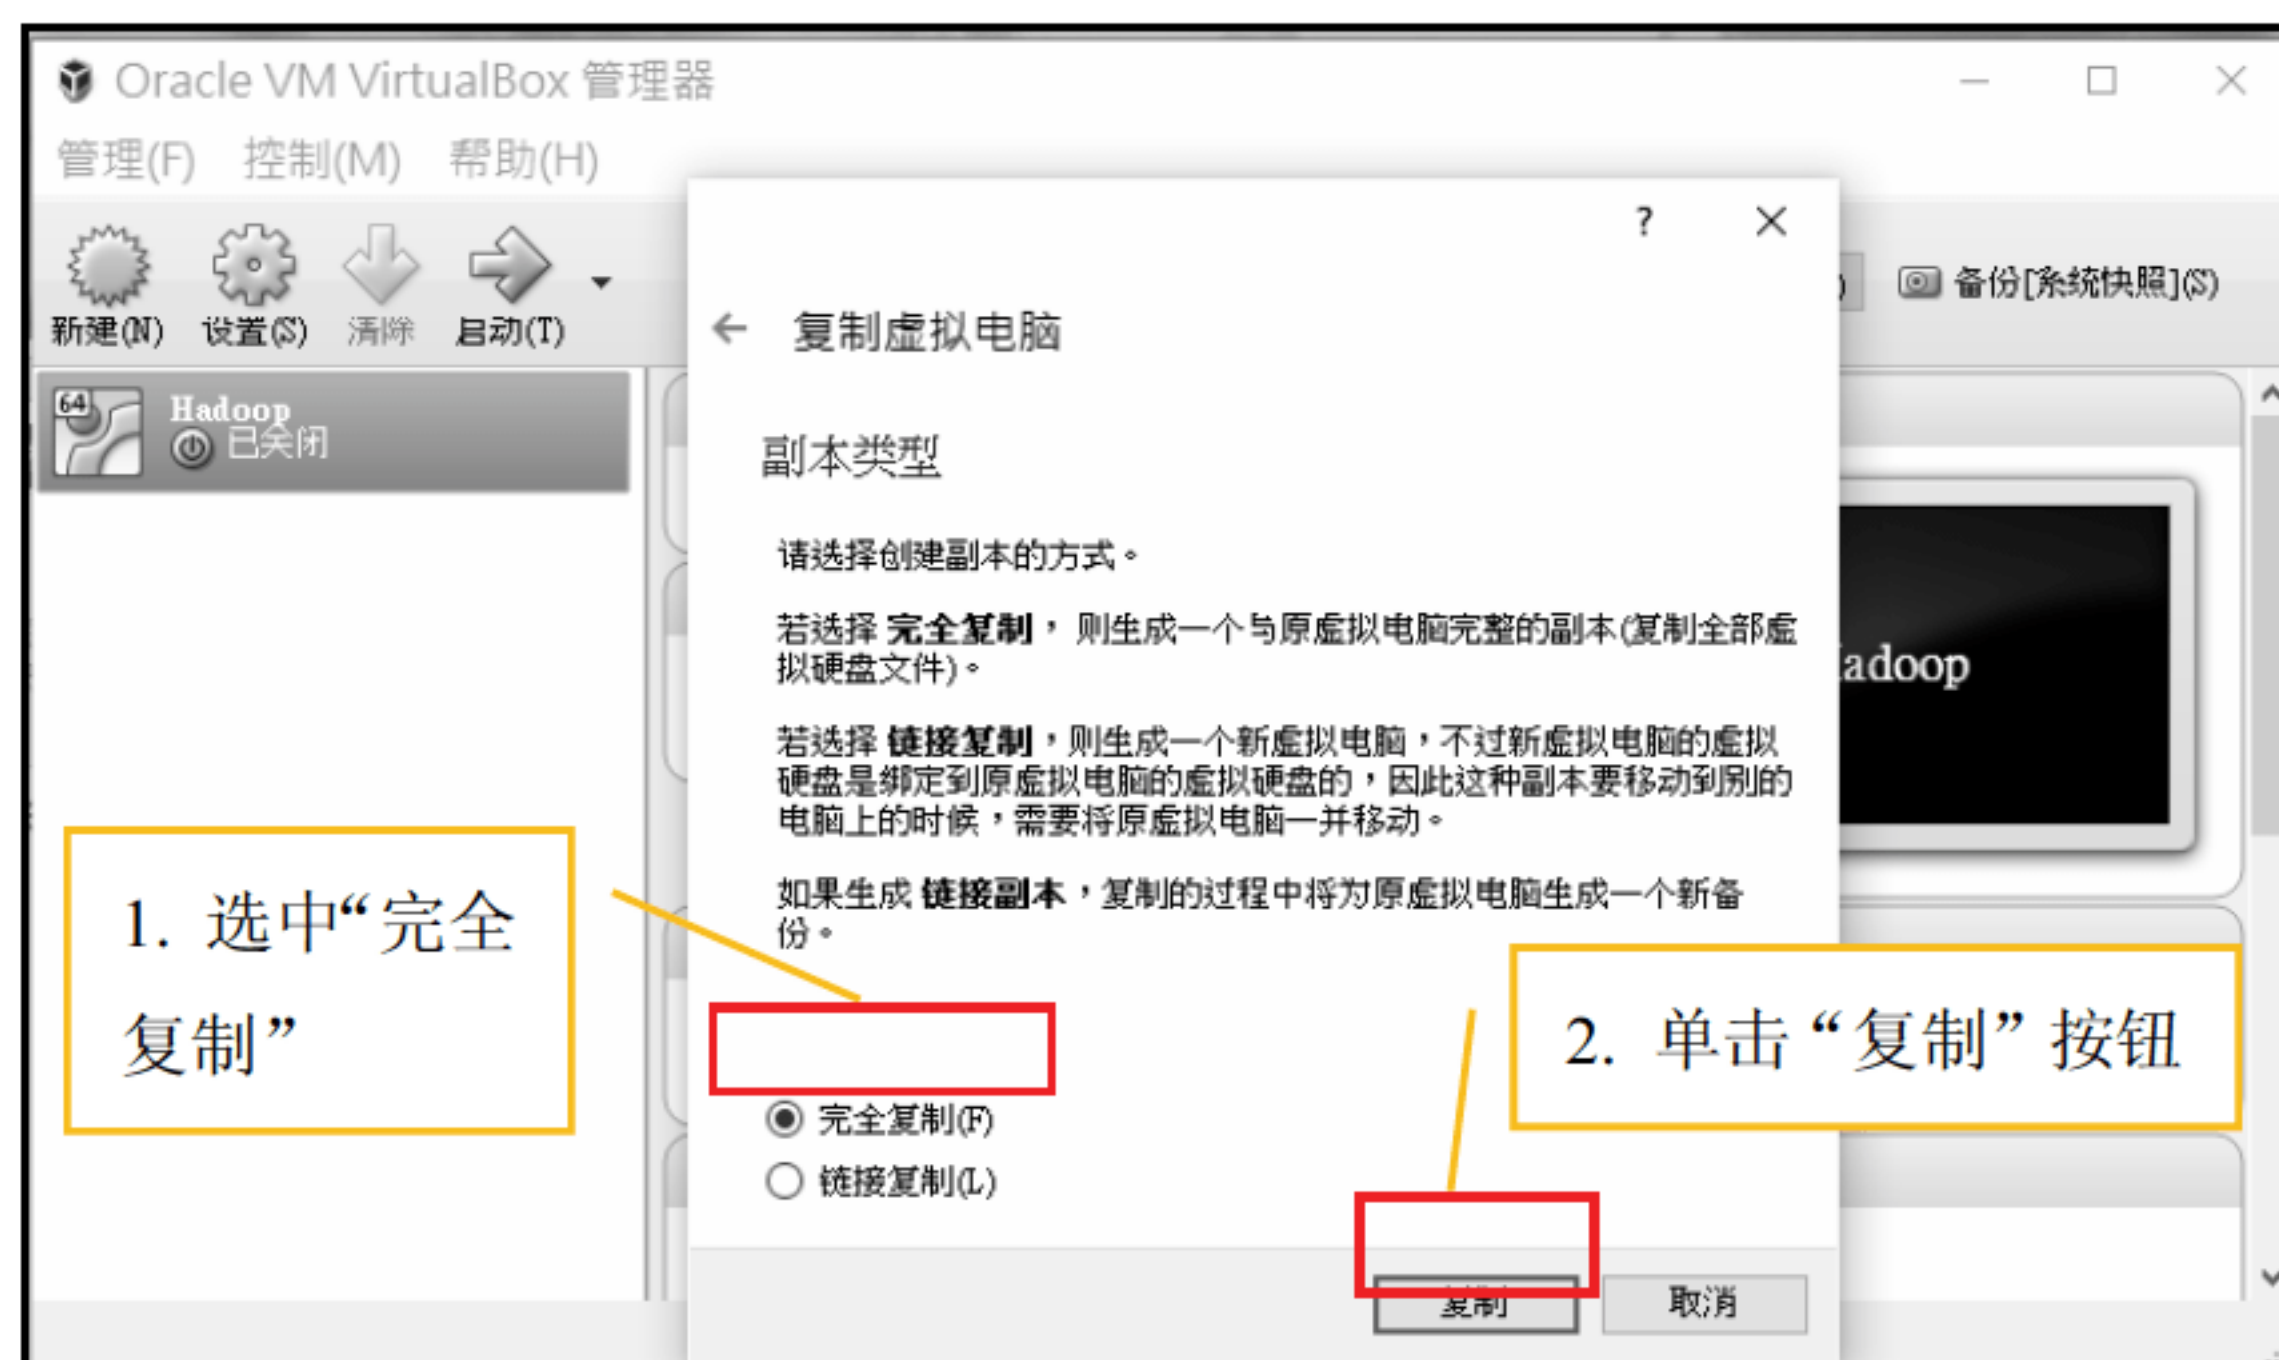 Oracle VM VirtualBox 管理器
管理(F) 控制(M) 帮助(H)
新建(N) 设置(S) 清除 启动(T)
备份[系统快照](S)
64
Hadoop
已关闭
?
复制虚拟电脑
副本类型
请选择创建副本的方式。
若选择 完全复制， 则生成一个与原虚拟电脑完整的副本(复制全部虚
拟硬盘文件)。
若选择 链接复制，则生成一个新虚拟电脑，不过新虚拟电脑的虚拟
硬盘是绑定到原虚拟电脑的虚拟硬盘的，因此这种副本要移动到别的
电脑上的时候，需要将原虚拟电脑一并移动。
如果生成 链接副本，复制的过程中将为原虚拟电脑生成一个新备
份。
adoop
1. 选中“完全
复制”
2. 单击“复制”按钮
完全复制(F)
链接复制(L)
复制 取消